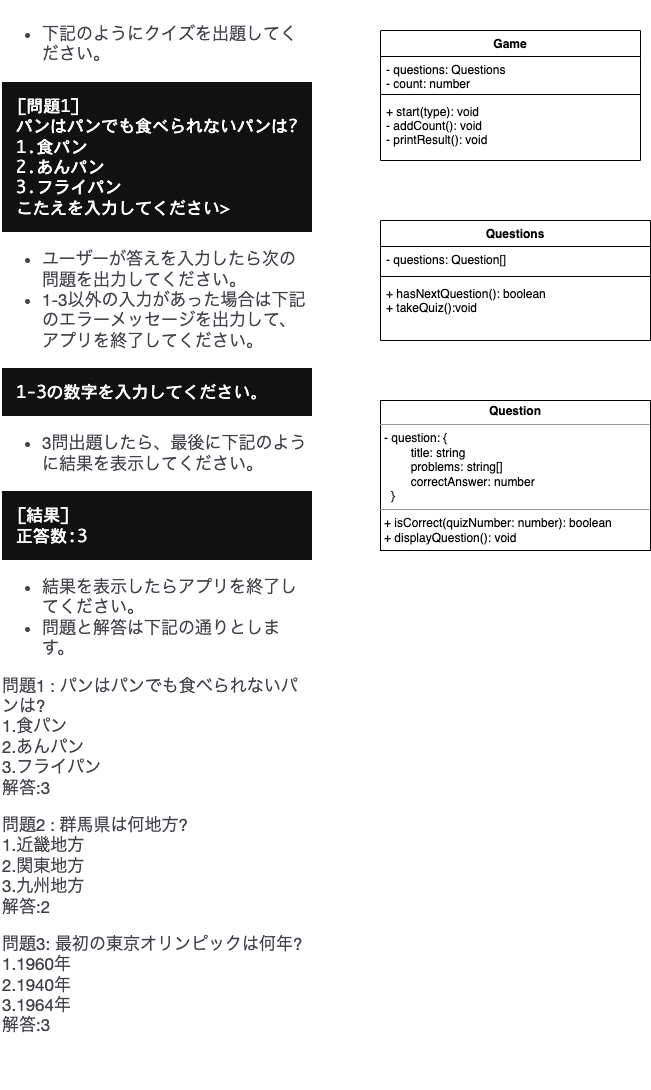 • 下記のようにクイズを出題してく
ださい。
[問題1]
パンはパンでも食べられないパンは?
1.食パン
2.あんパン
3.フライパン
こたえを入力してください>
• ユーザーが答えを入力したら次の
問題を出力してください。
• 1-3以外の入力があった場合は下記
のエラーメッセージを出力して、
アプリを終了してください。
1-3の数字を入力してください。
• 3問出題したら、最後に下記のよう
に結果を表示してください。
[結果]
正答数:3
• 結果を表示したらアプリを終了し
てください。
• 問題と解答は下記の通りとしま
す。
問題1 : パンはパンでも食べられないパ
ンは?
1.食パン
2.あんパン
3.フライパン
解答:3
問題2 : 群馬県は何地方?
1.近畿地方
2.関東地方
3.九州地方
解答:2
問題3: 最初の東京オリンピックは何年?
1.1960年
2.1940年
3.1964年
解答:3
Game
- questions: Questions
- count: number
+ start(type): void
- addCount(): void
- printResult(): void
Questions
- questions: Question[]
+ hasNextQuestion(): boolean
+ takeQuiz():void
Question
- question: {
title: string
problems: string[]
correctAnswer: number
}
+ isCorrect(quizNumber: number): boolean
+ displayQuestion(): void